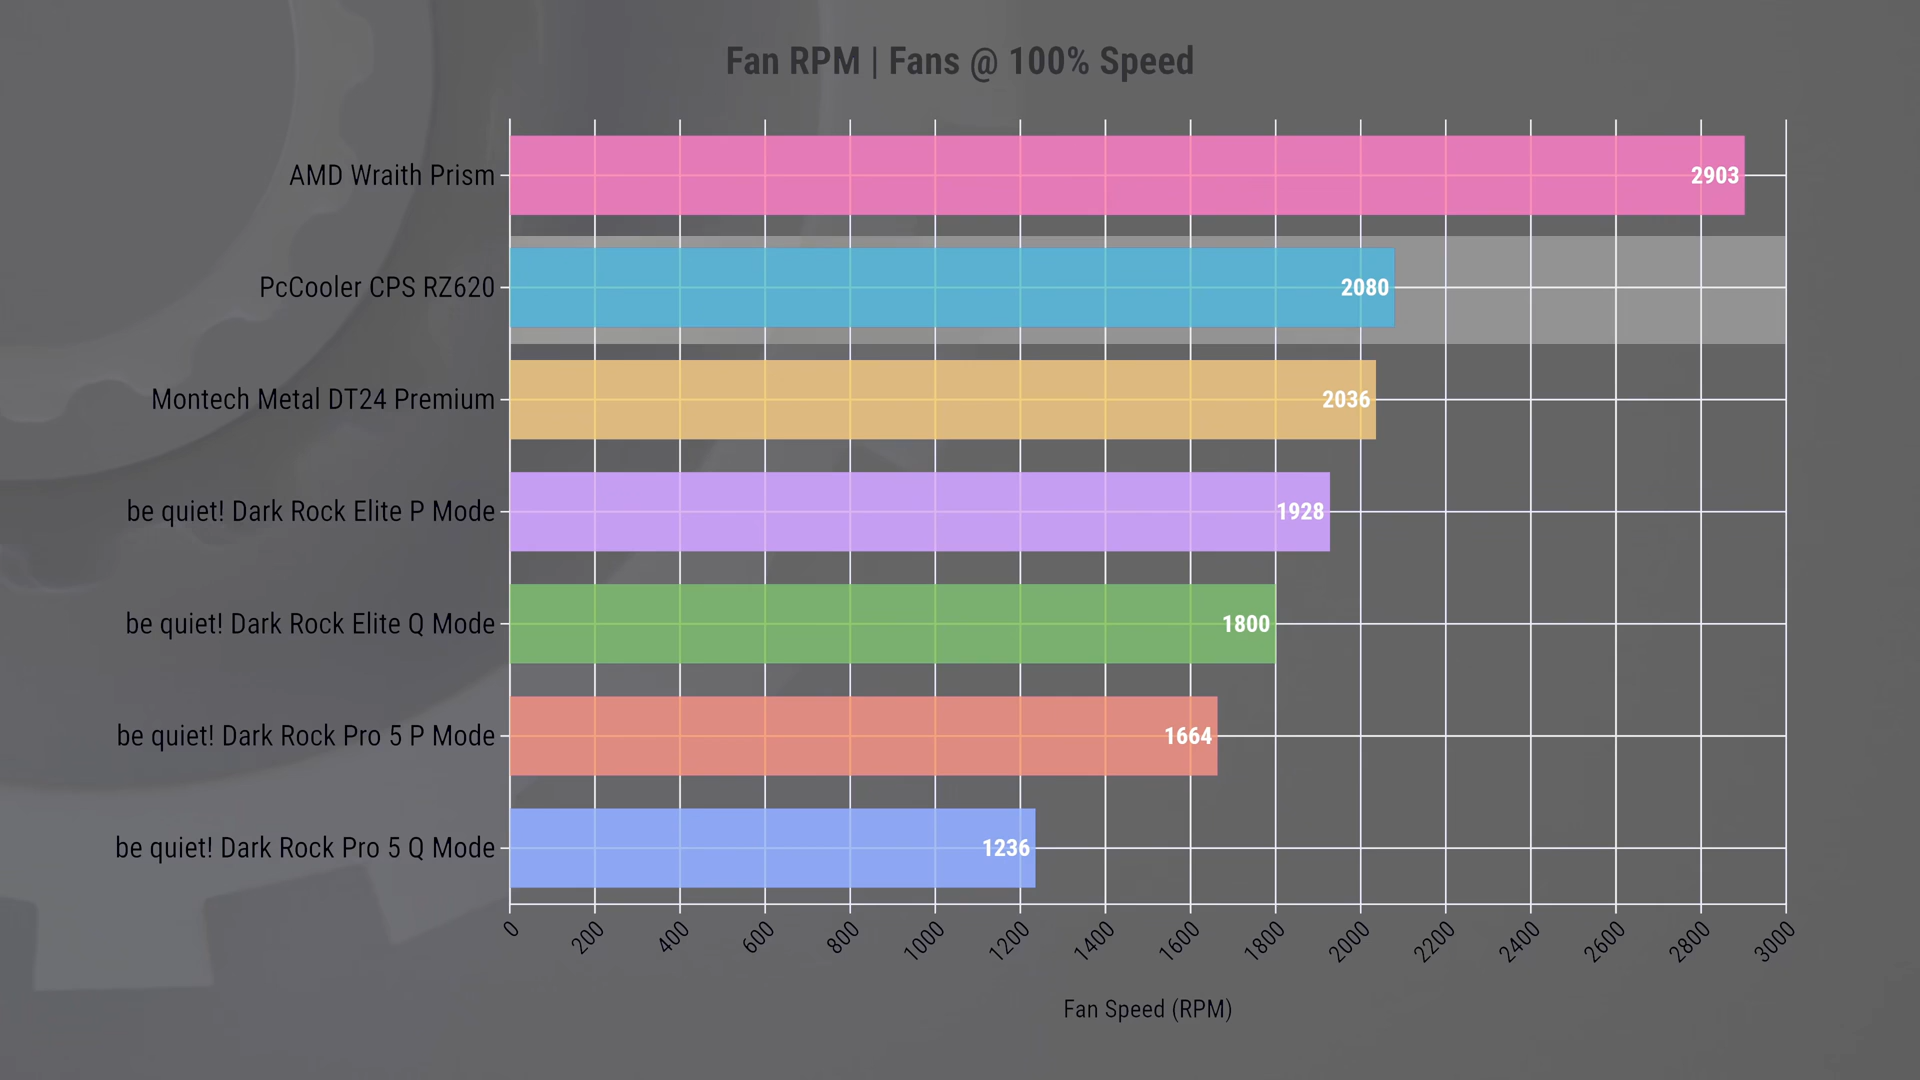 Fan RPM | Fans @ 100% Speed
AMD Wraith Prism
2903
PcCooler CPS RZ620
2080
Montech Metal DT24 Premium
2036
be quiet! Dark Rock Elite P Mode
1928
be quiet! Dark Rock Elite Q Mode
1800
be quiet! Dark Rock Pro 5 P Mode
1664
be quiet! Dark Rock Pro 5 Q Mode
1236
0 200 400 600 800 1000 1200 1400 1600 1800 2000 2200 2400 2600 2800 3000
Fan Speed (RPM)